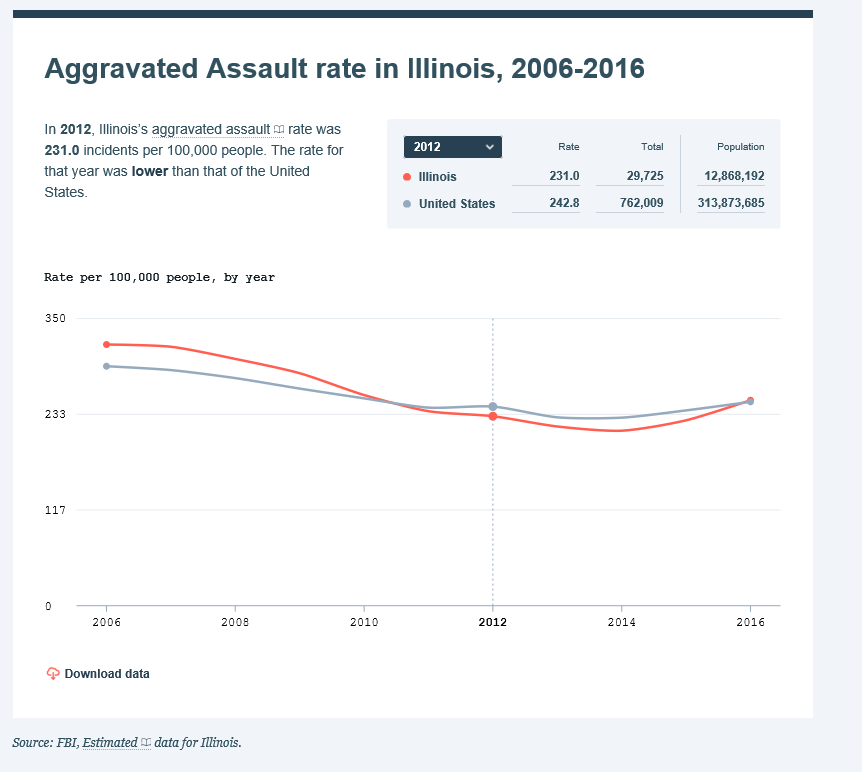 Aggravated Assault rate in Illinois, 2006-2016
In 2012, Illinois’s aggravated assault rate was
231.0 incidents per 100,000 people. The rate for
that year was lower than that of the United
States.
2012 Rate Total Population
Illinois 231.0 29,725 12,868,192
United States 242.8 762,009 313,873,685
Rate per 100,000 people, by year
350
233
117
0
2006 2008 2010 2012 2014 2016
Download data
Source: FBI, Estimated data for Illinois.